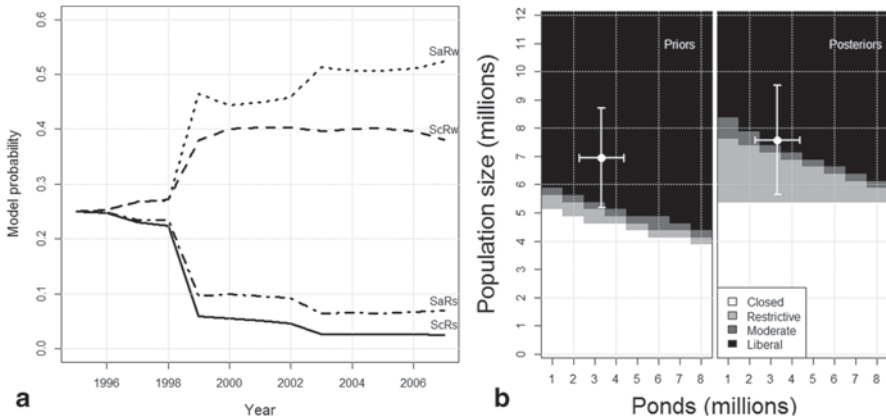 0.6
0.5
0.4
0.3
0.2
0.1
0.0
Model probability
SaRw
ScRw
SaRs
ScRs
1996 1998 2000 2002 2004 2006
Year
a
Population size (millions)
12
11
10
9
8
7
6
5
4
3
2
1
0
Priors
Posteriors
Closed
Restrictive
Moderate
Liberal
1 2 3 4 5 6 7 8
1 2 3 4 5 6 7 8
Ponds (millions)
b